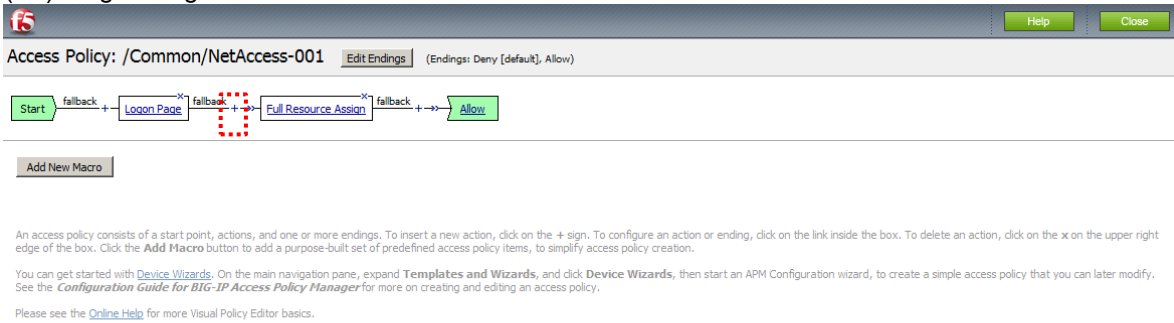 f5
Help
Close
Access Policy: /Common/NetAccess-001
Edit Endings
(Endings: Deny [default], Allow)
Start
fallback
+
Logon Page
x
fallback
+
Full Resource Assign
x
fallback
+
Allow
Add New Macro
An access policy consists of a start point, actions, and one or more endings. To insert a new action, click on the + sign. To configure an action or ending, click on the link inside the box. To delete an action, click on the x on the upper right
edge of the box. Click the Add Macro button to add a purpose-built set of predefined access policy items, to simplify access policy creation.
You can get started with Device Wizards. On the main navigation pane, expand Templates and Wizards, and click Device Wizards, then start an APM Configuration wizard, to create a simple access policy that you can later modify.
See the Configuration Guide for BIG-IP Access Policy Manager for more on creating and editing an access policy.
Please see the Online Help for more Visual Policy Editor basics.